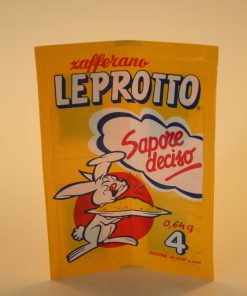 zafferano
LEPROTTO
®
Sapore
deciso
0,64g
4